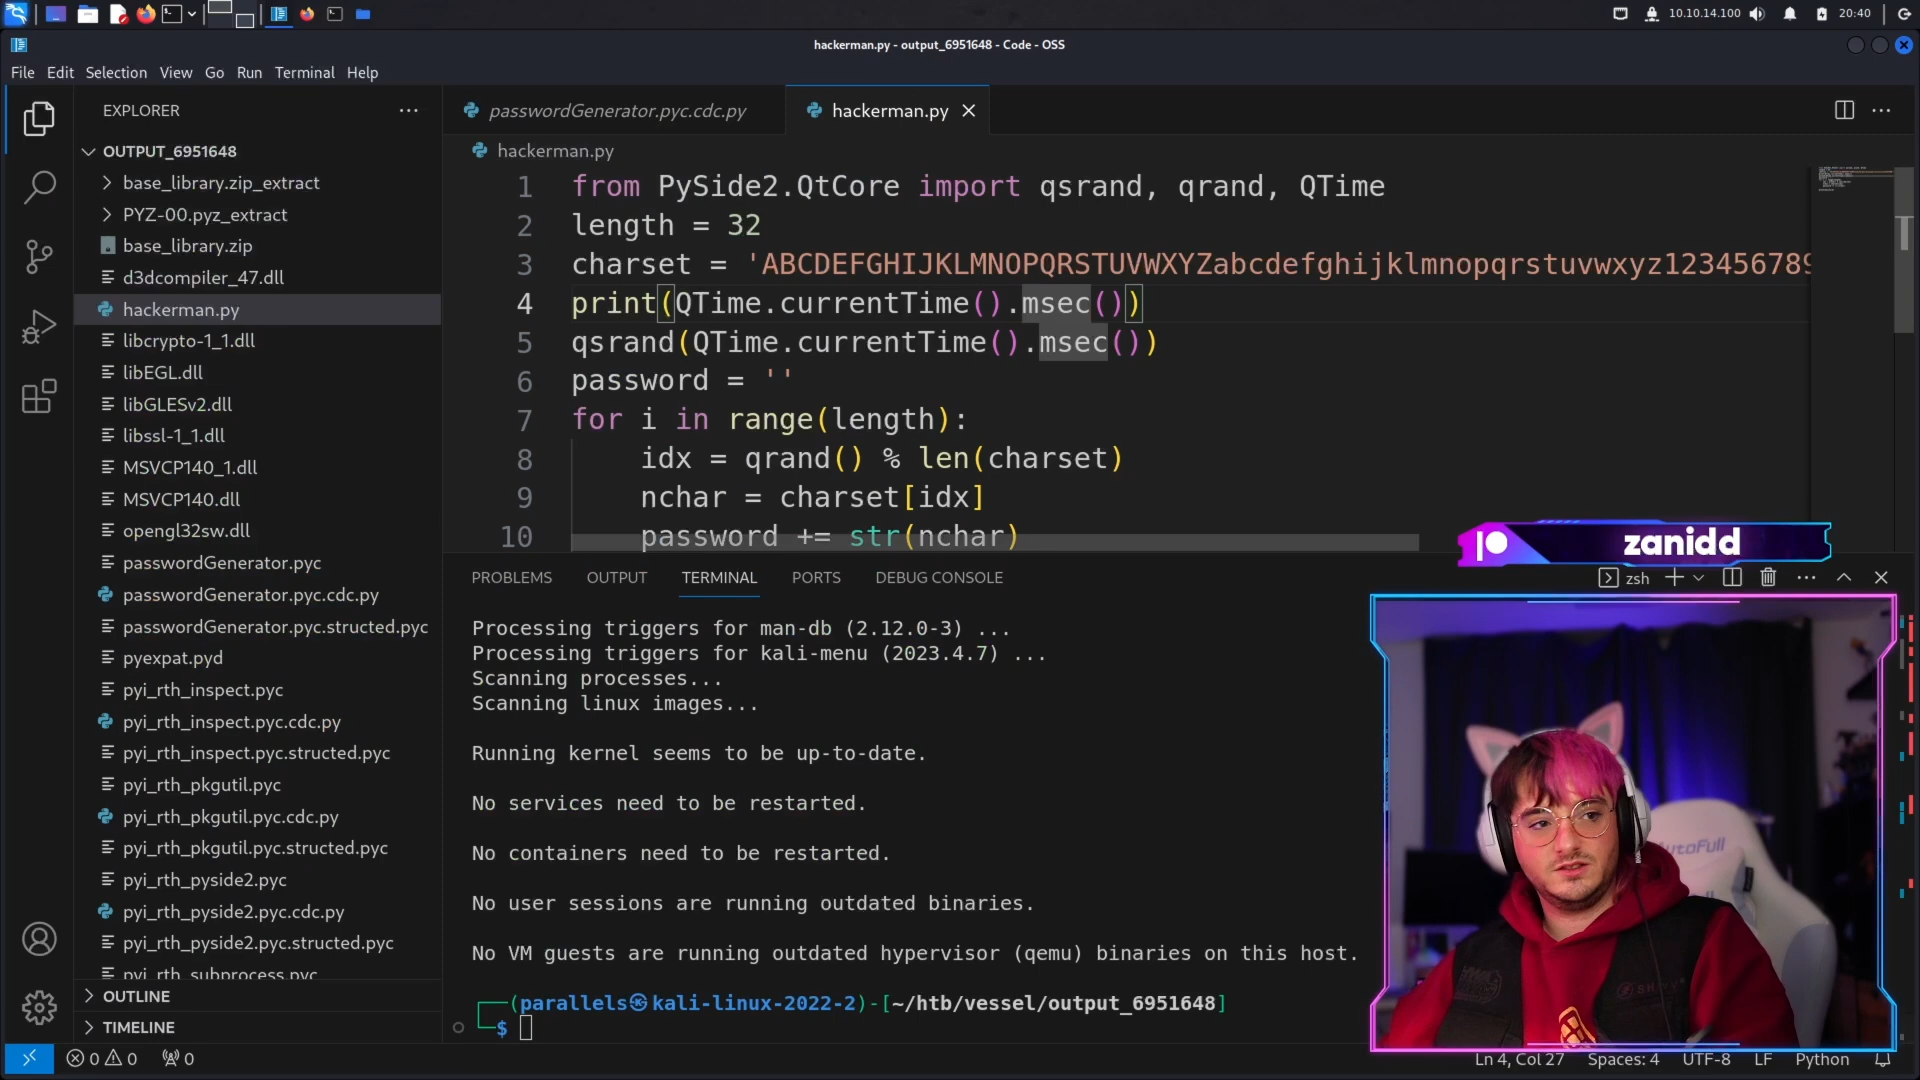 10.10.14.100
20:40
hackerman.py - output_6951648 - Code - OSS
File Edit Selection View Go Run Terminal Help
EXPLORER
OUTPUT_6951648
base_library.zip_extract
PYZ-00.pyz_extract
base_library.zip
d3dcompiler_47.dll
hackerman.py
libcrypto-1_1.dll
libEGL.dll
libGLESv2.dll
libssl-1_1.dll
MSVCP140_1.dll
MSVCP140.dll
opengl32sw.dll
passwordGenerator.pyc
passwordGenerator.pyc.cdc.py
passwordGenerator.pyc.structed.pyc
pyexpat.pyd
pyi_rth_inspect.pyc
pyi_rth_inspect.pyc.cdc.py
pyi_rth_inspect.pyc.structed.pyc
pyi_rth_pkgutil.pyc
pyi_rth_pkgutil.pyc.cdc.py
pyi_rth_pkgutil.pyc.structed.pyc
pyi_rth_pyside2.pyc
pyi_rth_pyside2.pyc.cdc.py
pyi_rth_pyside2.pyc.structed.pyc
pyi_rth_subprocess.pyc
OUTLINE
TIMELINE
passwordGenerator.pyc.cdc.py
hackerman.py
hackerman.py
1 from PySide2.QtCore import qsrand, qrand, QTime
2 length = 32
3 charset = 'ABCDEFGHIJKLMNOPQRSTUVWXYZabcdefghijklmnopqrstuvwxyz123456789
4 print(QTime.currentTime().msec())
5 qsrand(QTime.currentTime().msec())
6 password = ''
7 for i in range(length):
8 idx = qrand() % len(charset)
9 nchar = charset[idx]
10 password += str(nchar)
zanidd
PROBLEMS OUTPUT TERMINAL PORTS DEBUG CONSOLE
zsh
Processing triggers for man-db (2.12.0-3) ...
Processing triggers for kali-menu (2023.4.7) ...
Scanning processes...
Scanning linux images...
Running kernel seems to be up-to-date.
No services need to be restarted.
No containers need to be restarted.
No user sessions are running outdated binaries.
No VM guests are running outdated hypervisor (qemu) binaries on this host.
(parallels㉿kali-linux-2022-2)-[~/htb/vessel/output_6951648]
$
AutoFull
0 0 0
Ln 4, Col 27 Spaces: 4 UTF-8 LF Python